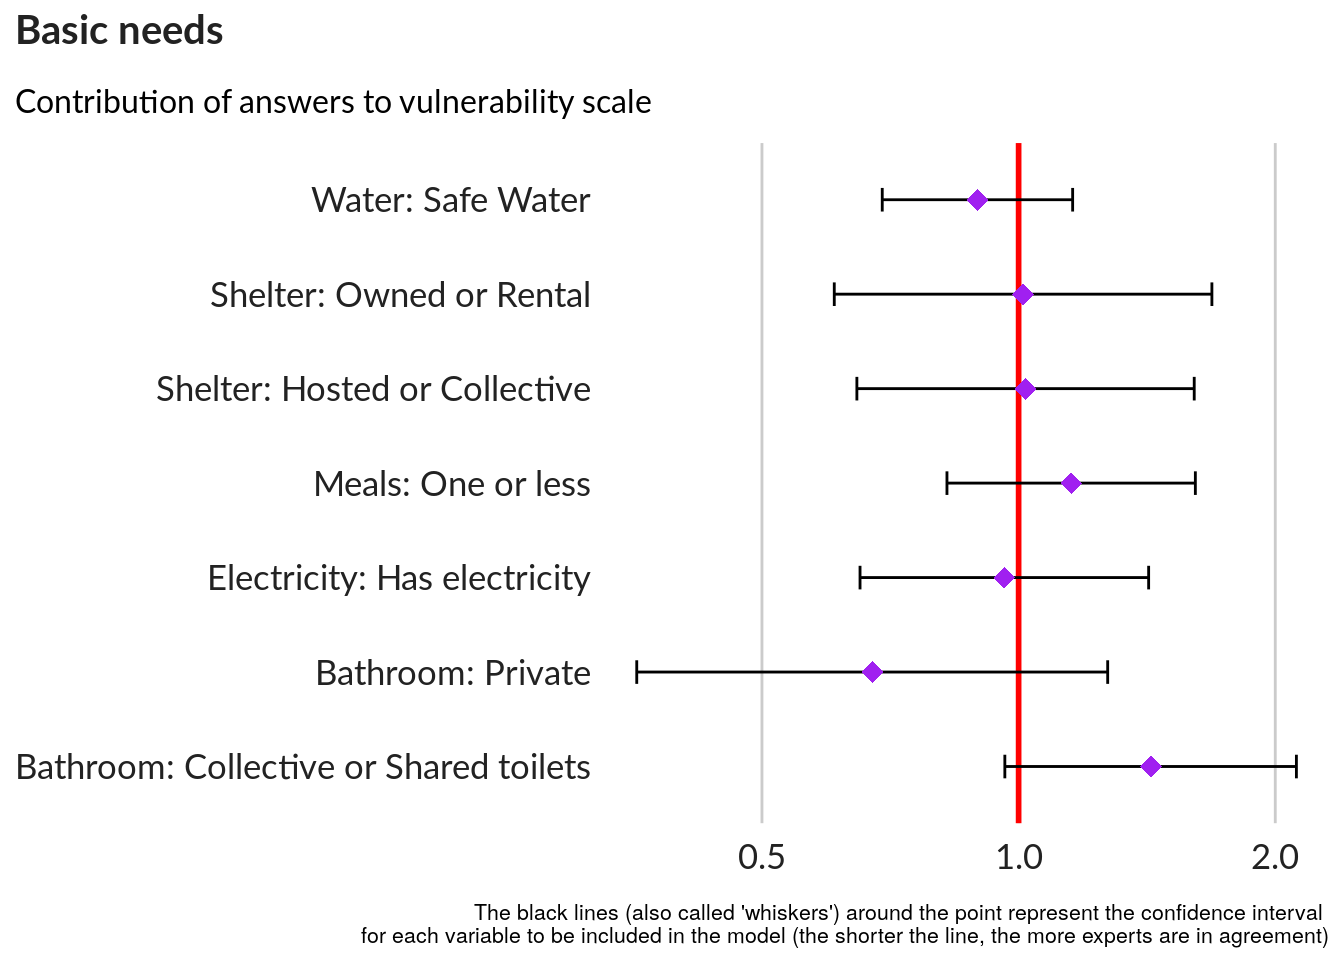 Basic needs
Contribution of answers to vulnerability scale
Water: Safe Water
Shelter: Owned or Rental
Shelter: Hosted or Collective
Meals: One or less
Electricity: Has electricity
Bathroom: Private
Bathroom: Collective or Shared toilets
0.5 1.0 2.0
The black lines (also called 'whiskers') around the point represent the confidence interval
for each variable to be included in the model (the shorter the line, the more experts are in agreement)